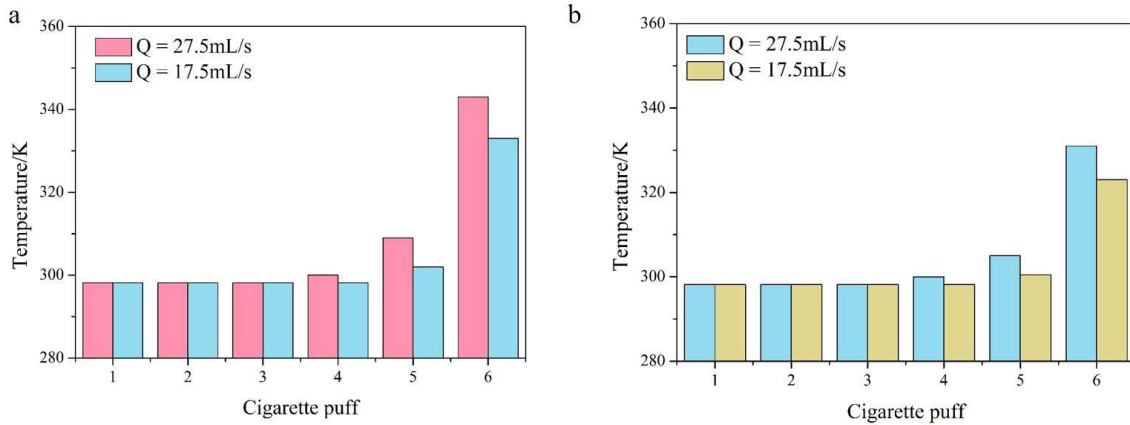 a
360
340
320
300
280
Temperature/K
Q = 27.5mL/s
Q = 17.5mL/s
1 2 3 4 5 6
Cigarette puff
b
360
340
320
300
280
Temperature/K
Q = 27.5mL/s
Q = 17.5mL/s
1 2 3 4 5 6
Cigarette puff